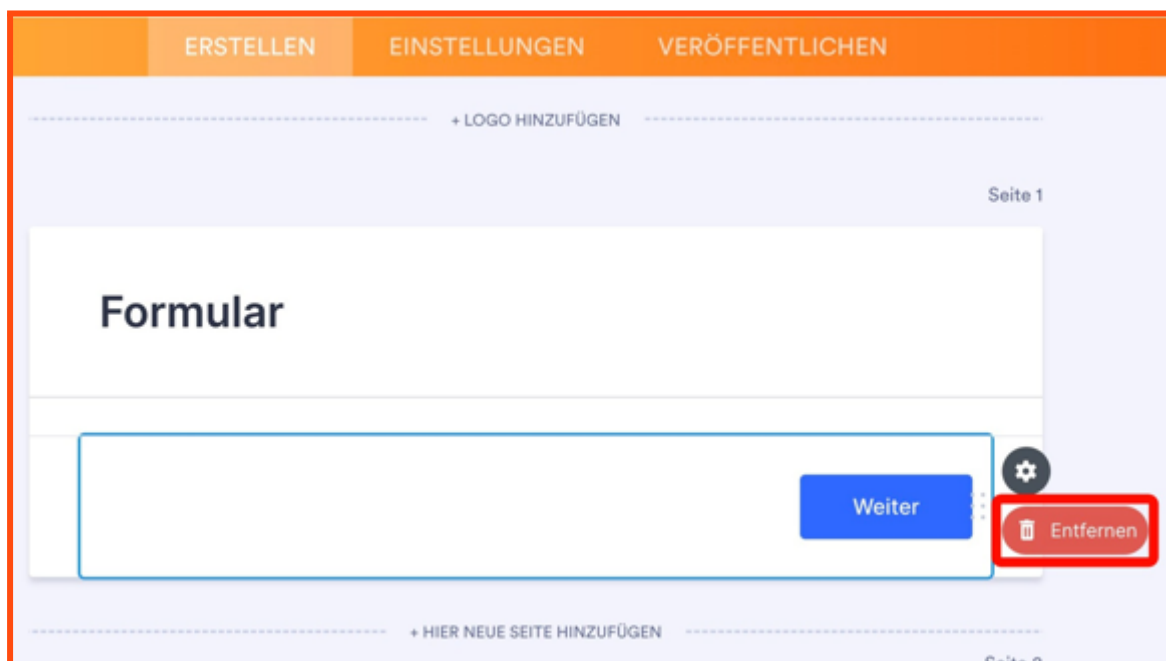 ERSTELLEN EINSTELLUNGEN VERÖFFENTLICHEN
+ LOGO HINZUFÜGEN
Seite 1
Formular
Weiter
Entfernen
+ HIER NEUE SEITE HINZUFÜGEN